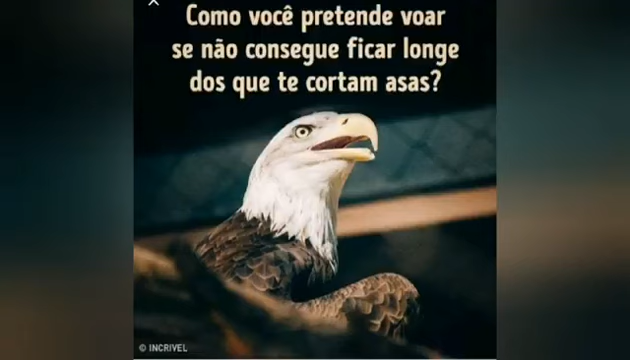 Como você pretende voar
se não consegue ficar longe
dos que te cortam asas?
© INCRIVEL